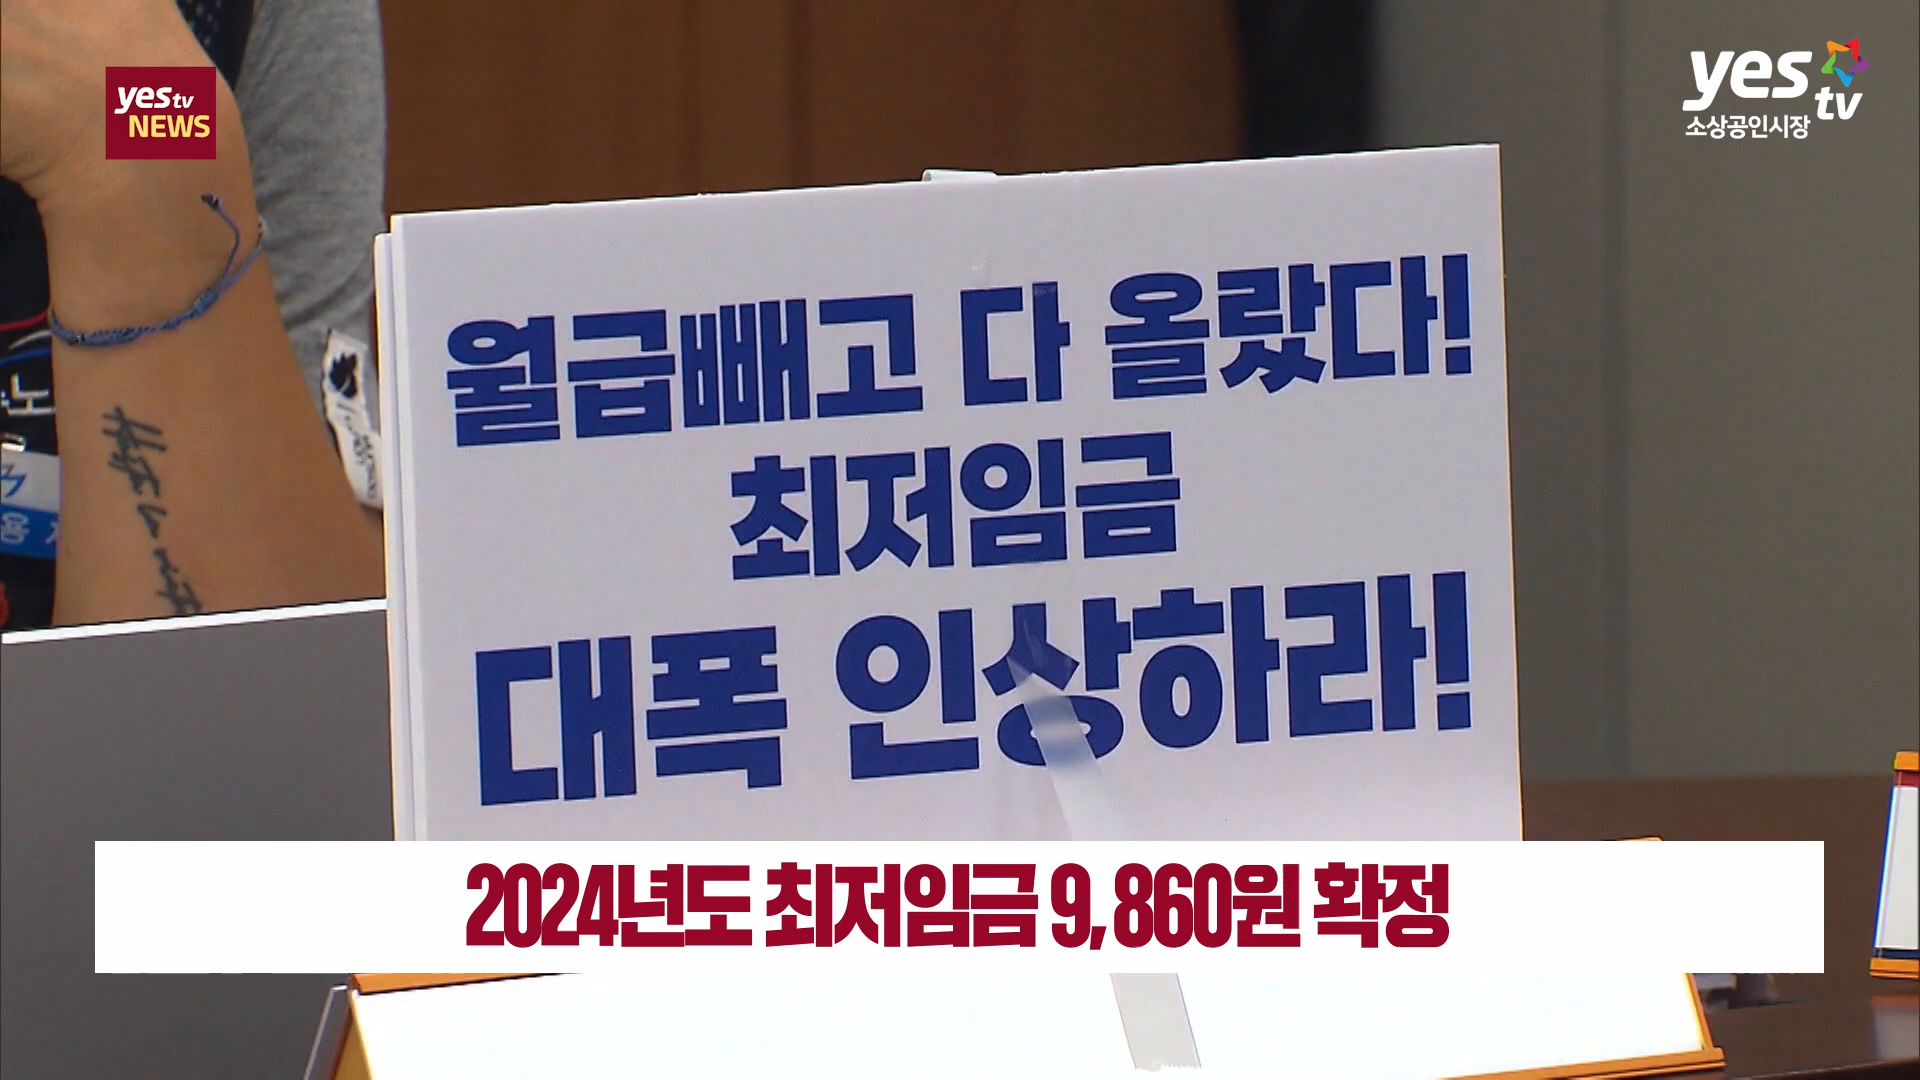 yes tv
NEWS
yes tv
소상공인시장
월급빼고 다 올랐다!
최저임금
대폭 인상하라!
2024년도 최저임금 9,860원 확정